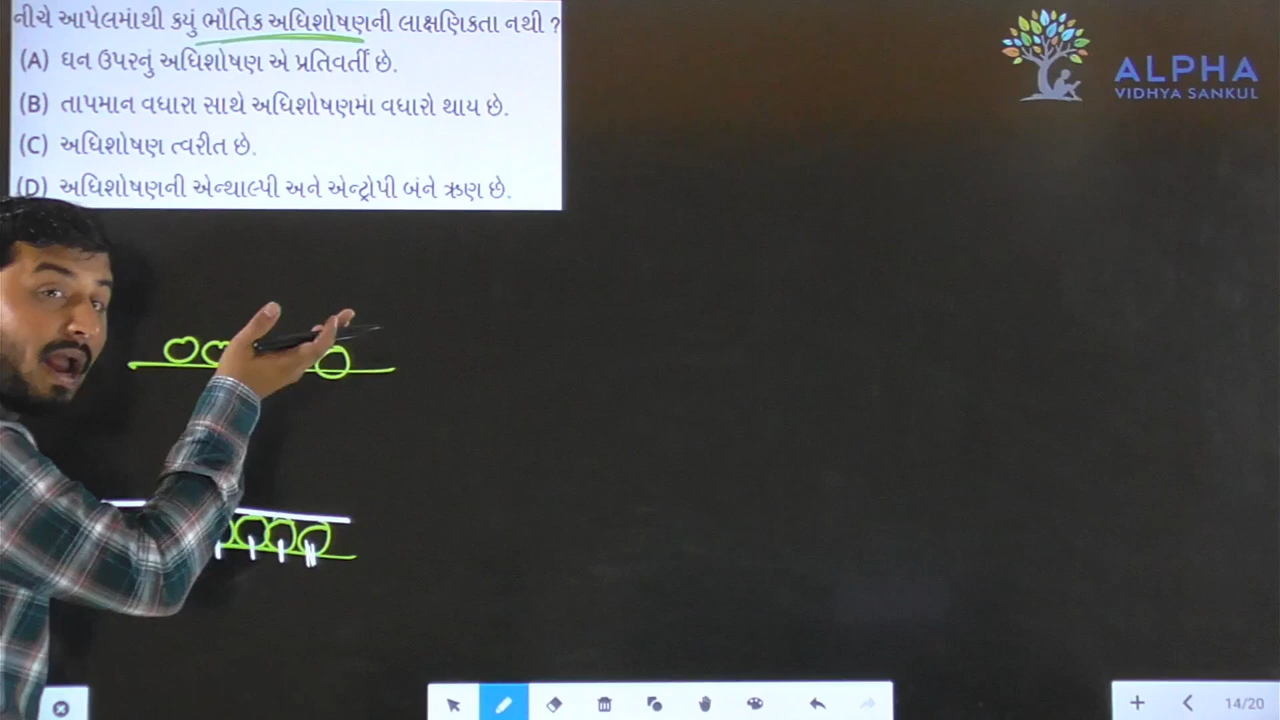 નીચે આપેલમાંથી કયું ભૌતિક અધિશોષણની લાક્ષણિકતા નથી ?
(A) ઘન ઉપરનું અધિશોષણ એ પ્રતિવર્તી છે.
(B) તાપમાન વધારા સાથે અધિશોષણમાં વધારો થાય છે.
(C) અધિશોષણ ત્વરીત છે.
(D) અધિશોષણની એન્થાલ્પી અને એન્ટ્રોપી બંને ઋણ છે.
ALPHA
VIDHYA SANKUL
14/20